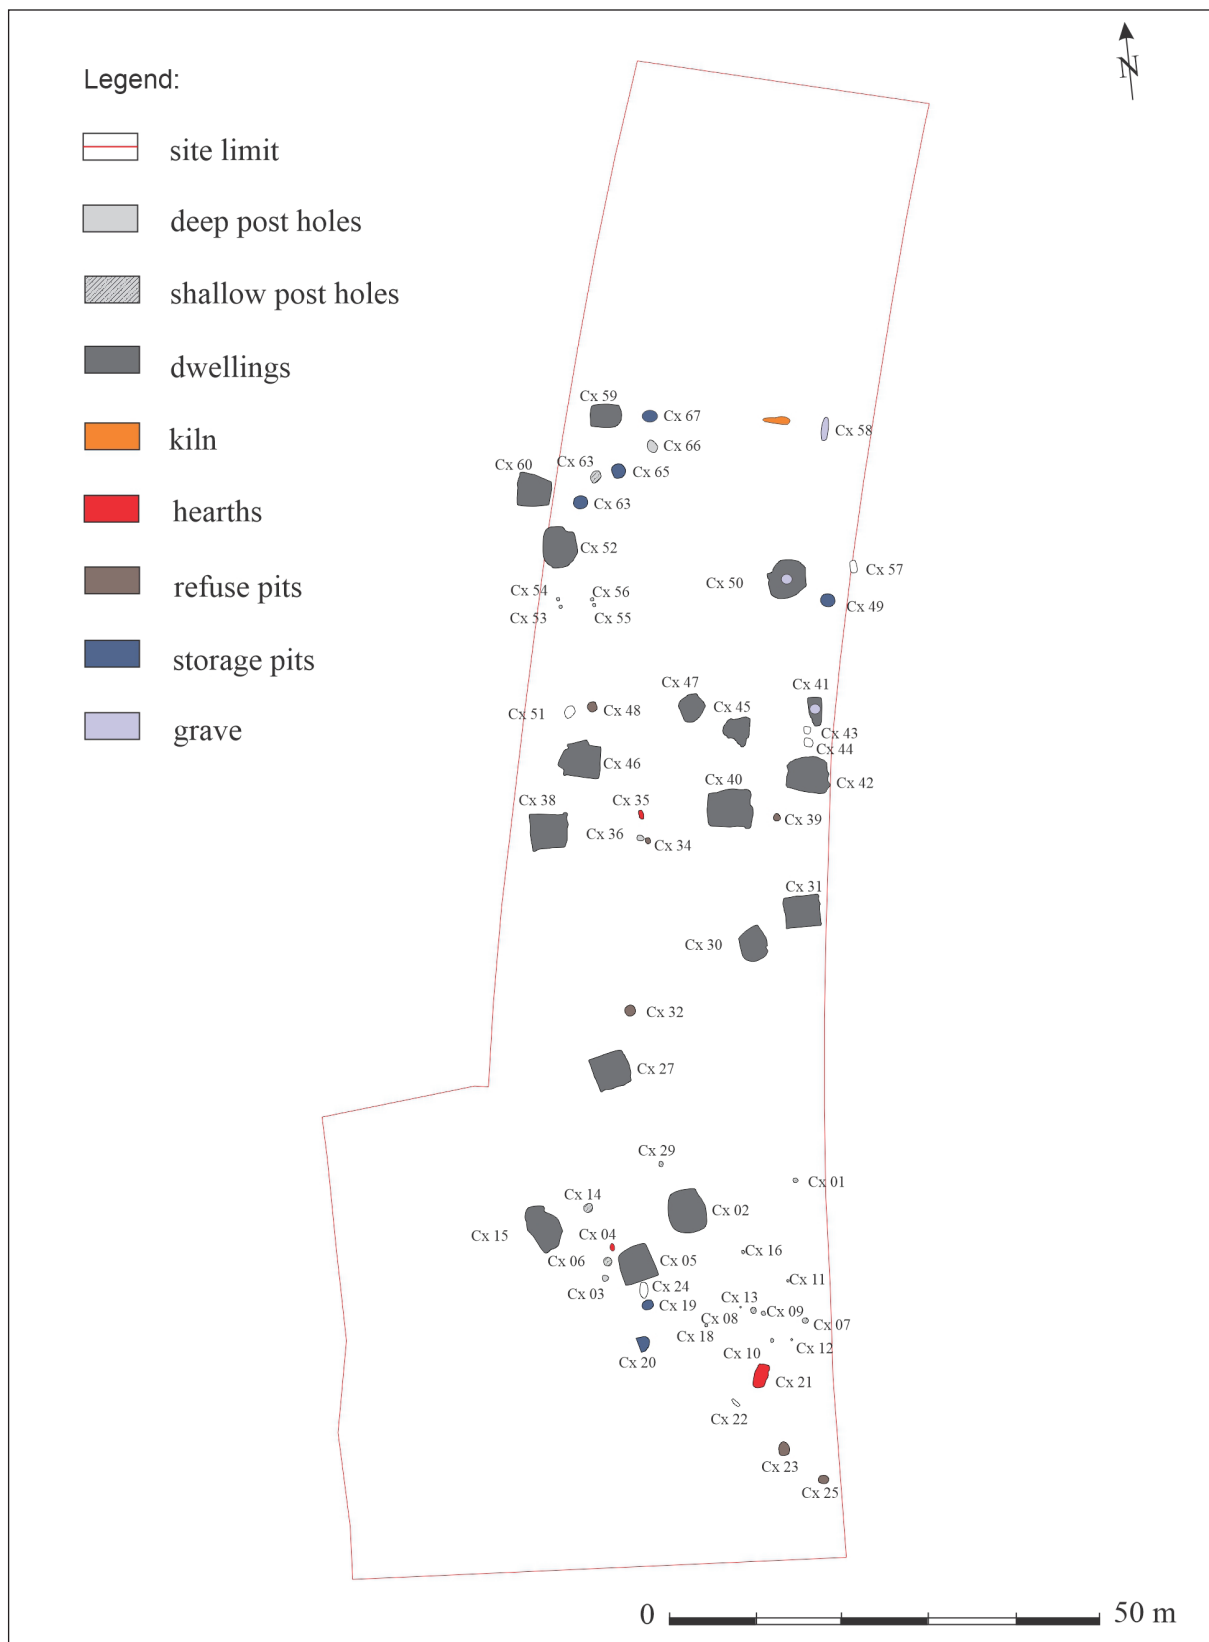 N
Legend:
site limit
deep post holes
shallow post holes
dwellings
kiln
hearths
refuse pits
storage pits
grave
Cx 59
Cx 67
Cx 58
Cx 66
Cx 63
Cx 60
Cx 65
Cx 63
Cx 52
Cx 57
Cx 50
Cx 54
Cx 56
Cx 49
Cx 53
Cx 55
Cx 47
Cx 41
Cx 45
Cx 51
Cx 48
Cx 43
Cx 44
Cx 46
Cx 40
Cx 42
Cx 38
Cx 35
Cx 39
Cx 36
Cx 34
Cx 31
Cx 30
Cx 32
Cx 27
Cx 29
Cx 01
Cx 14
Cx 02
Cx 15
Cx 04
Cx 16
Cx 06
Cx 05
Cx 11
Cx 03
Cx 24
Cx 13
Cx 19
Cx 09
Cx 08
Cx 07
Cx 18
Cx 10
Cx 12
Cx 20
Cx 21
Cx 22
Cx 23
Cx 25
0
50 m